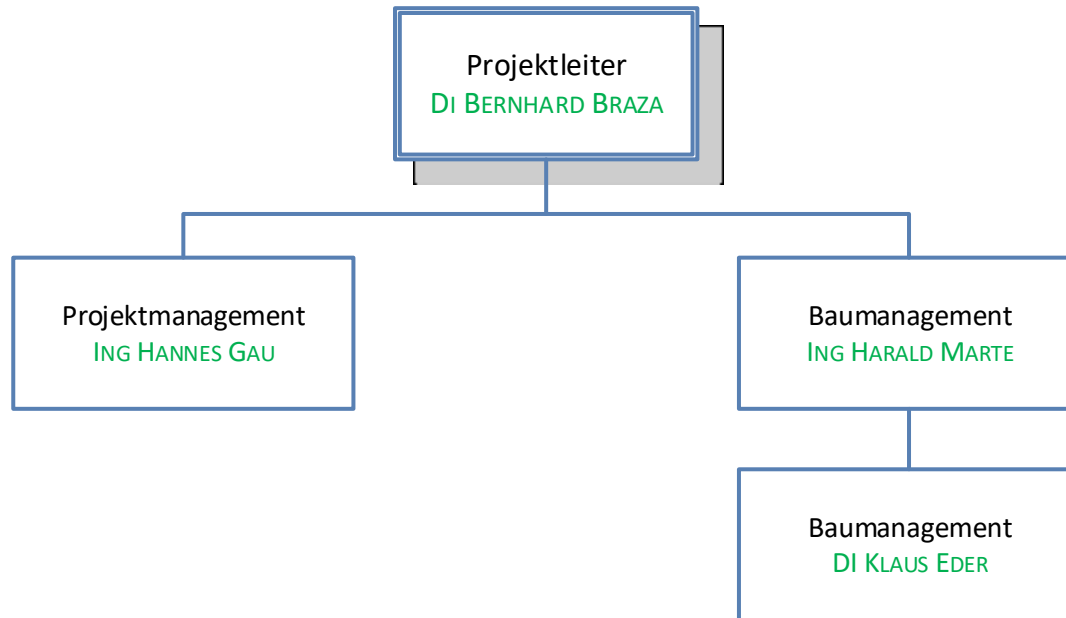 Projektleiter
DI BERNHARD BRAZA
Projektmanagement
ING HANNES GAU
Baumanagement
ING HARALD MARTE
Baumanagement
DI KLAUS EDER